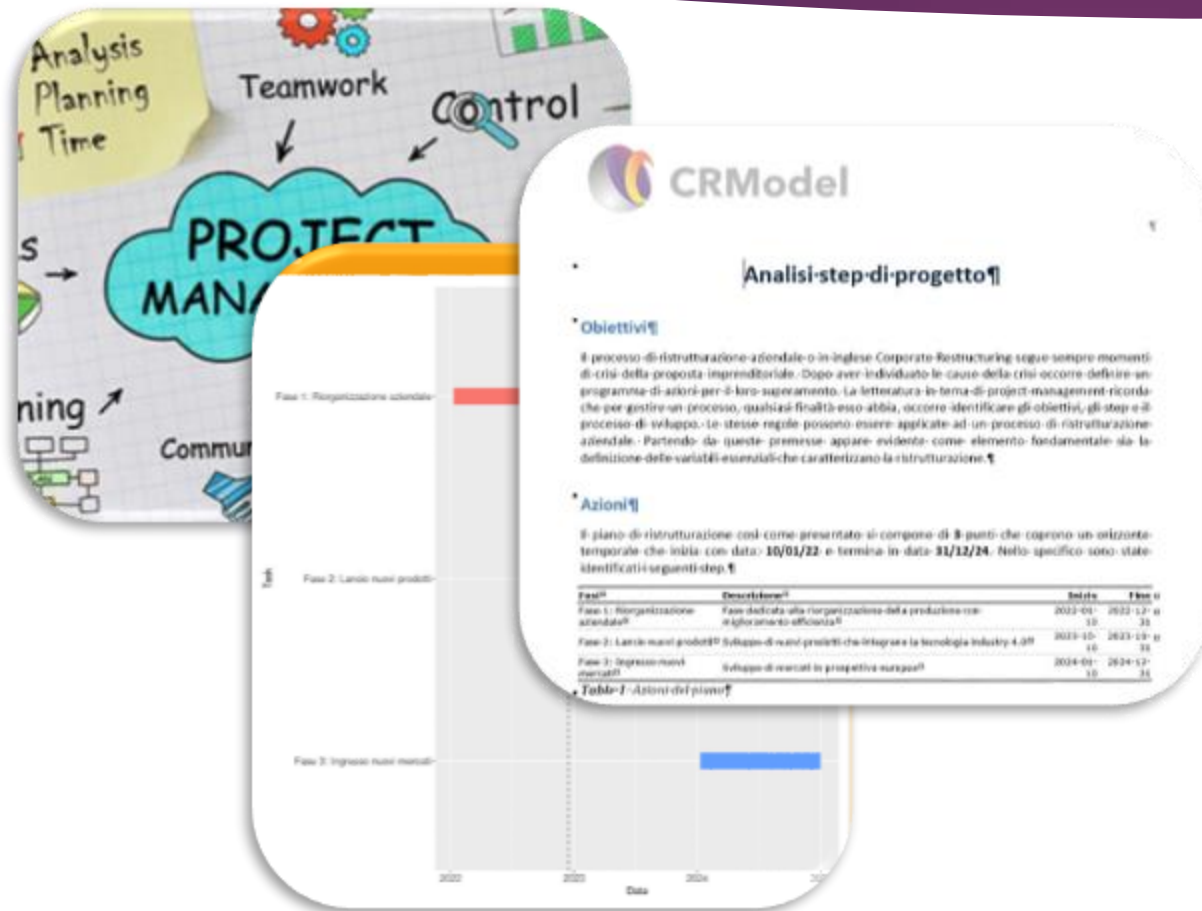 Analysis
Planning
Time
Teamwork
Control
PROJECT
MANA
S
ning
Commun
CRModel
¶
Analisi·step·di·progetto¶
Obiettivi¶
Il·processo·di·ristrutturazione·aziendale·o·in·inglese·Corporate·Restructuring·segue·sempre·momenti·
di·crisi·della·proposta·imprenditoriale.·Dopo·aver·individuato·le·cause·della·crisi·occorre·definire·un·
programma·di·azioni·per·il·loro·superamento.·La·letteratura·in·tema·di·project·management·ricorda·
che·per·gestire·un·processo,·qualsiasi·finalità·esso·abbia,·occorre·identificare·gli·obiettivi,·gli·step·e·il·
processo·di·sviluppo.·Le·stesse·regole·possono·essere·applicate·ad·un·processo·di·ristrutturazione·
aziendale.·Partendo·da·queste·premesse·appare·evidente·come·elemento·fondamentale·sia·la·
definizione·delle·variabili·essenziali·che·caratterizzano·la·ristrutturazione.¶
Azioni¶
Il·piano·di·ristrutturazione·così·come·presentato·si·compone·di·3·punti·che·coprono·un·orizzonte·
temporale·che·inizia·con·data:·10/01/22·e·termina·in·data·31/12/24.·Nello·specifico·sono·state·
identificati·i·seguenti·step.¶
Fasi Descrizione Inizio Fine
Fase·1:·Riorganizzazione· Fase·dedicata·alla·riorganizzazione·della·produzione·con· 2022-01- 2022-12-
aziendale miglioramento·efficienza 10 31
Fase·2:·Lancio·nuovi·prodotti Sviluppo·di·nuovi·prodotti·che·integrano·la·tecnologia·Industry·4.0 2023-10- 2023-10-
10 31
Fase·3:·Ingresso·nuovi· Sviluppo·di·mercati·in·prospettiva·europea 2024-01- 2024-12-
mercati 10 31
Table·1·Azioni·del·piano¶
Fase 1: Riorganizzazione aziendale
Fase 2: Lancio nuovi prodotti
Fase 3: Ingresso nuovi mercati
Task
2022 2023 2024
Data